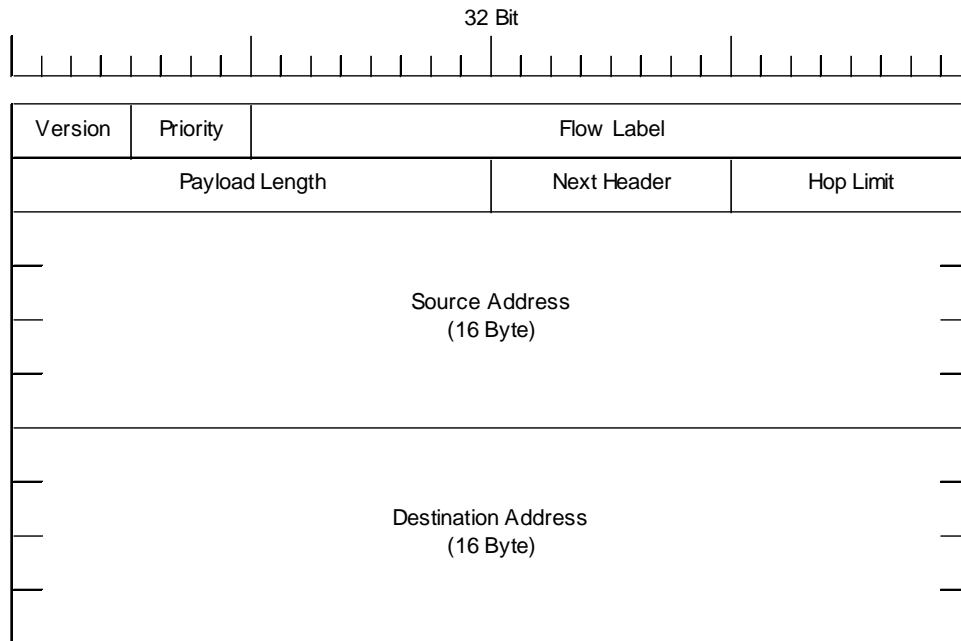 32 Bit
Version Priority Flow Label
Payload Length Next Header Hop Limit
Source Address
(16 Byte)
Destination Address
(16 Byte)